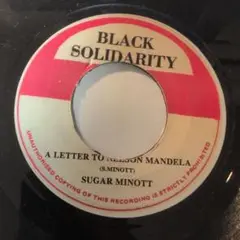 BLACK
SOLIDARITY
A LETTER TO NELSON MANDELA
(S.MINOTT)
SUGAR MINOTT
UNAUTHORISED COPYING OF THIS RECORDING IS STRICTLY PROHIBITED